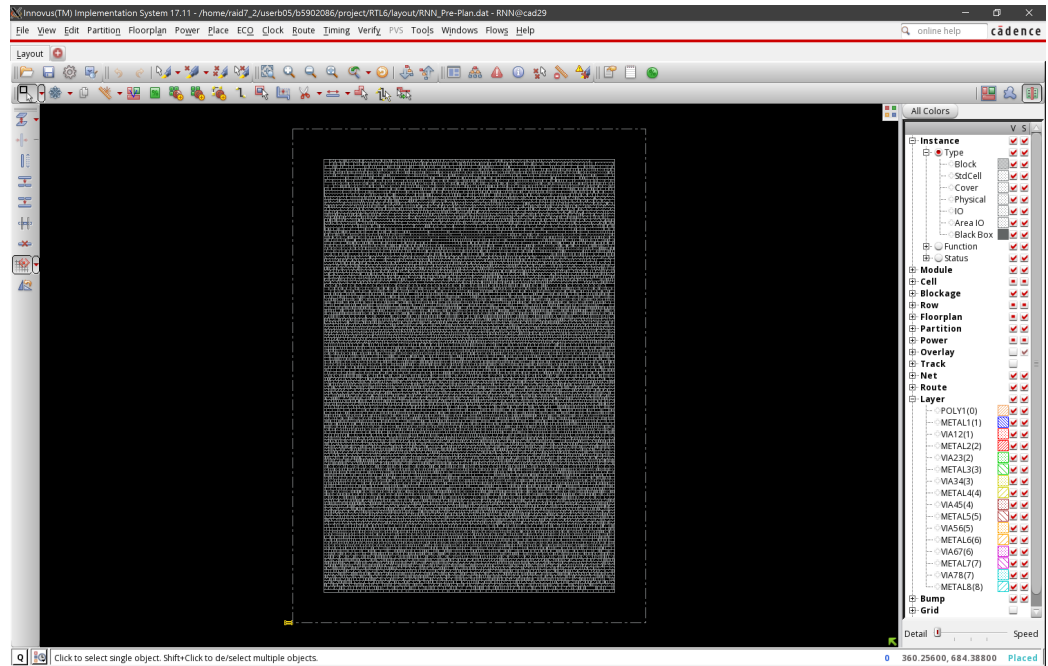 Innovus(TM) Implementation System 17.11 - /home/raid7_2/userb05/b5902086/project/RTL6/layout/RNN_Pre-Plan.dat - RNN@cad29
File View Edit Partition Floorplan Power Place ECO Clock Route Timing Verify PVS Tools Windows Flows Help
online help
cādence
Layout
All Colors
V S
Instance
Type
Block
StdCell
Cover
Physical
IO
Area IO
Black Box
Function
Status
Module
Cell
Blockage
Row
Floorplan
Partition
Power
Overlay
Track
Net
Route
Layer
POLY1(0)
METAL1(1)
VIA12(1)
METAL2(2)
VIA23(2)
METAL3(3)
VIA34(3)
METAL4(4)
VIA45(4)
METAL5(5)
VIA56(5)
METAL6(6)
VIA67(6)
METAL7(7)
VIA78(7)
METAL8(8)
Bump
Grid
Detail Speed
Q Click to select single object. Shift+Click to de/select multiple objects. 0 360.25600, 684.38800 Placed